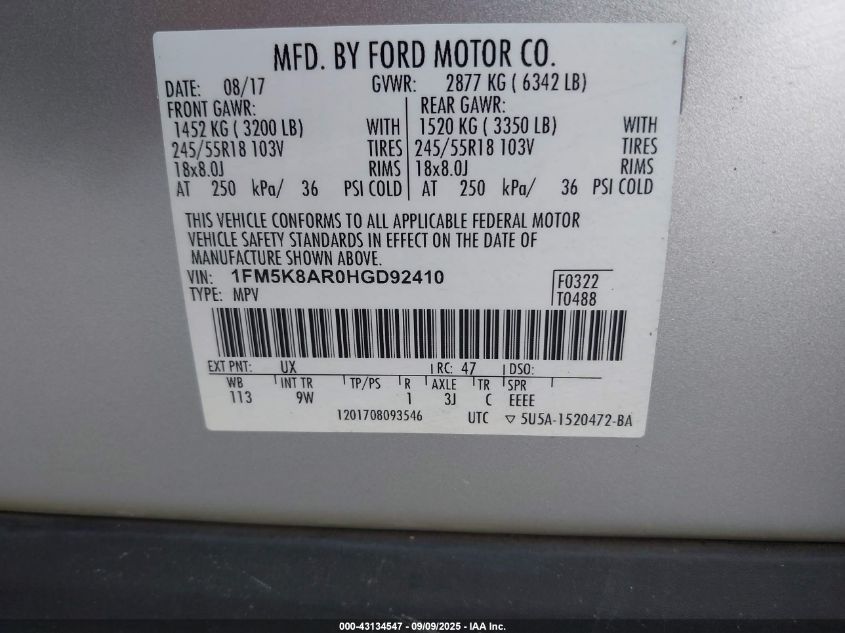 MFD. BY FORD MOTOR CO.
DATE: 08/17 GVWR: 2877 KG ( 6342 LB)
FRONT GAWR: REAR GAWR:
1452 KG ( 3200 LB) WITH 1520 KG ( 3350 LB) WITH
245/55R18 103V TIRES 245/55R18 103V TIRES
18x8.0J RIMS 18x8.0J RIMS
AT 250 kPa/ 36 PSI COLD AT 250 kPa/ 36 PSI COLD
THIS VEHICLE CONFORMS TO ALL APPLICABLE FEDERAL MOTOR
VEHICLE SAFETY STANDARDS IN EFFECT ON THE DATE OF
MANUFACTURE SHOWN ABOVE.
VIN: 1FM5K8AR0HGD92410 F0322
TYPE: MPV T0488
EXT PNT: UX RC: 47 DSO:
WB INT TR TP/PS R AXLE TR SPR
113 9W 1 3J C EEEE
1201708093546 UTC ▽ 5U5A-1520472-BA
000-43134547 - 09/09/2025 - IAA Inc.